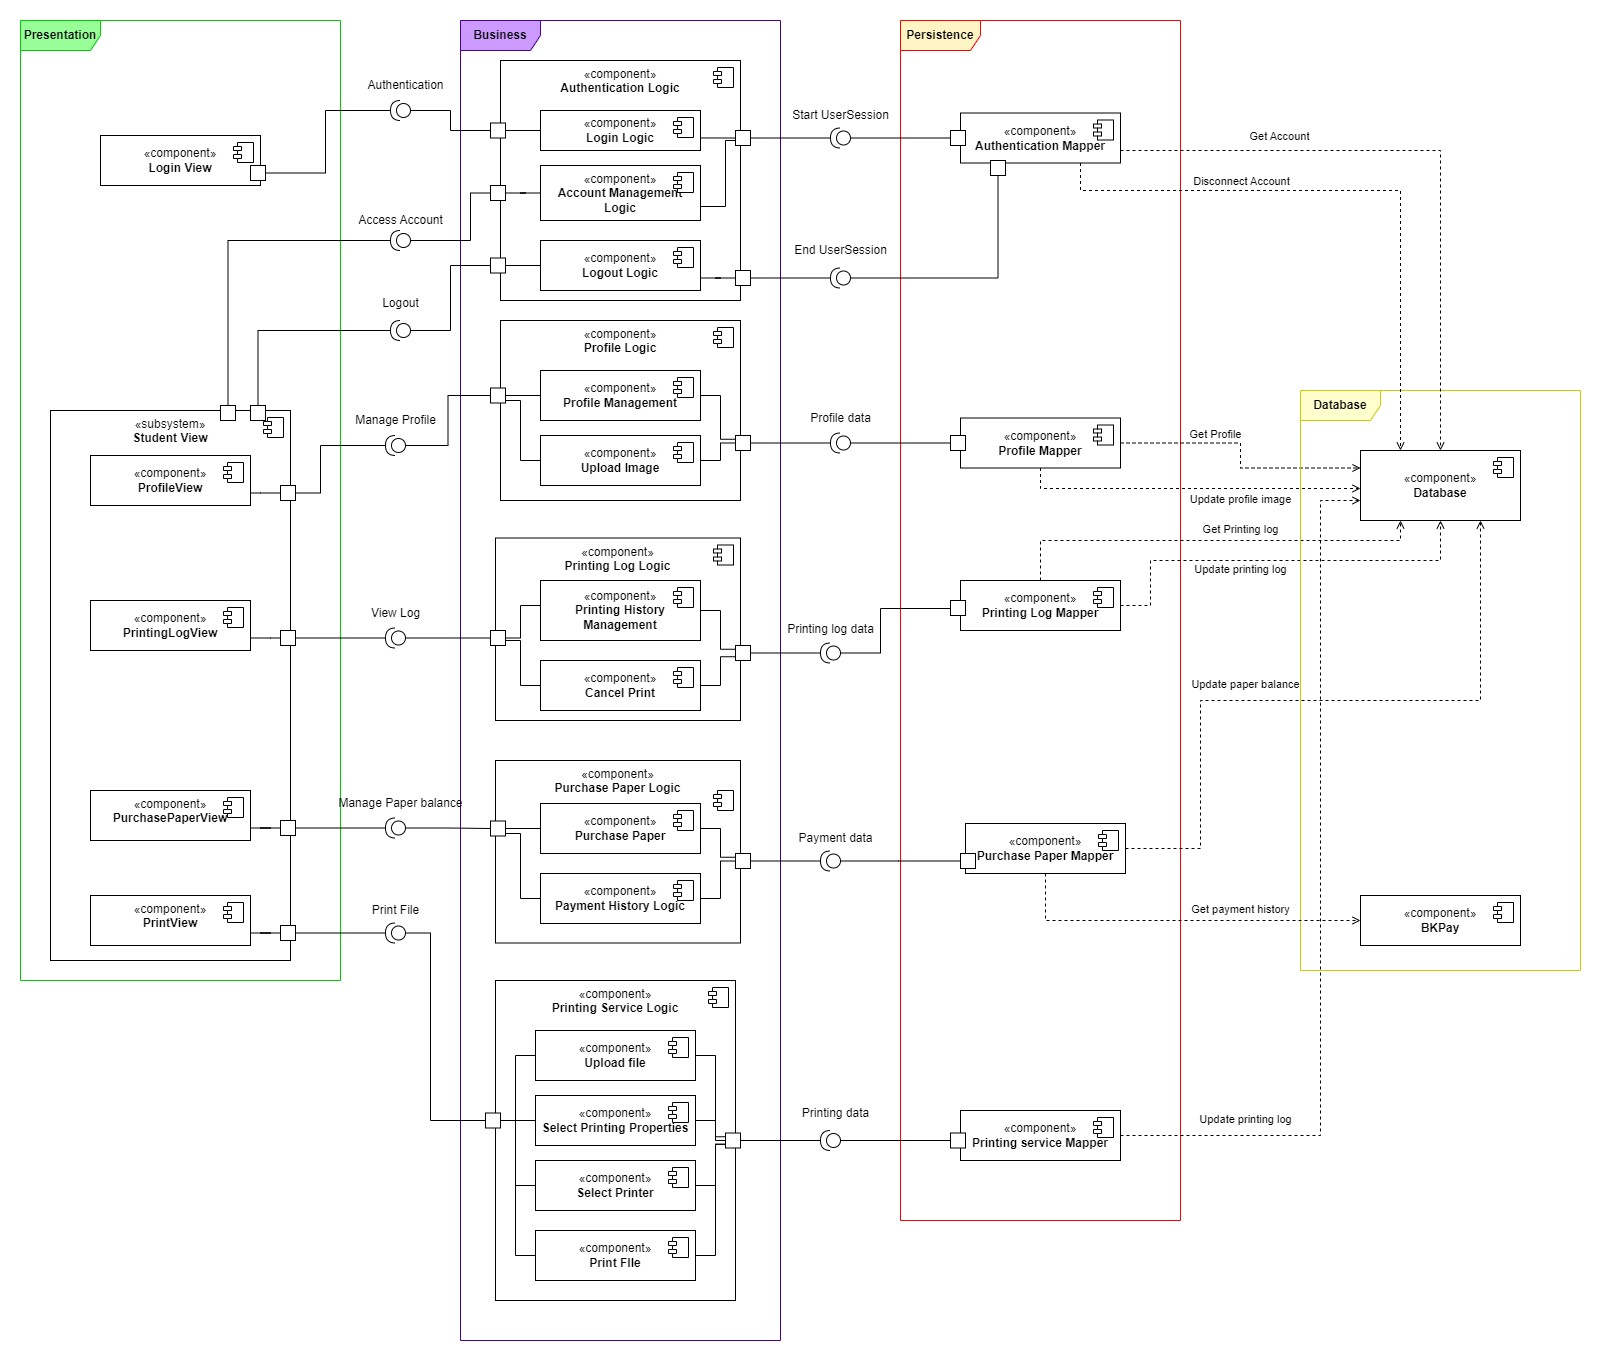 Presentation
«component»
Login View
«subsystem»
Student View
«component»
ProfileView
«component»
PrintingLogView
«component»
PurchasePaperView
«component»
PrintView
Authentication
Access Account
Logout
Manage Profile
View Log
Manage Paper balance
Print File
Business
«component»
Authentication Logic
«component»
Login Logic
«component»
Account Management
Logic
«component»
Logout Logic
«component»
Profile Logic
«component»
Profile Management
«component»
Upload Image
«component»
Printing Log Logic
«component»
Printing History
Management
«component»
Cancel Print
«component»
Purchase Paper Logic
«component»
Purchase Paper
«component»
Payment History Logic
«component»
Printing Service Logic
«component»
Upload file
«component»
Select Printing Properties
«component»
Select Printer
«component»
Print FIle
Start UserSession
End UserSession
Profile data
Printing log data
Payment data
Printing data
Persistence
«component»
Authentication Mapper
«component»
Profile Mapper
«component»
Printing Log Mapper
«component»
Purchase Paper Mapper
«component»
Printing service Mapper
Get Account
Disconnect Account
Get Profile
Update profile image
Get Printing log
Update printing log
Update paper balance
Get payment history
Update printing log
Database
«component»
Database
«component»
BKPay